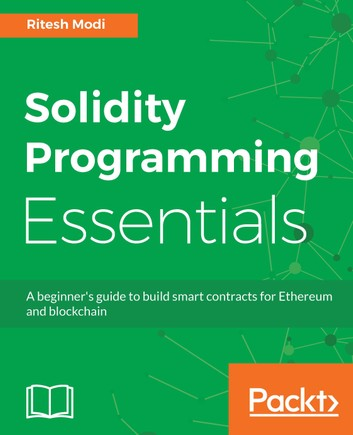 Ritesh Modi
Solidity
Programming
Essentials
A beginner's guide to build smart contracts for Ethereum
and blockchain
Packt>